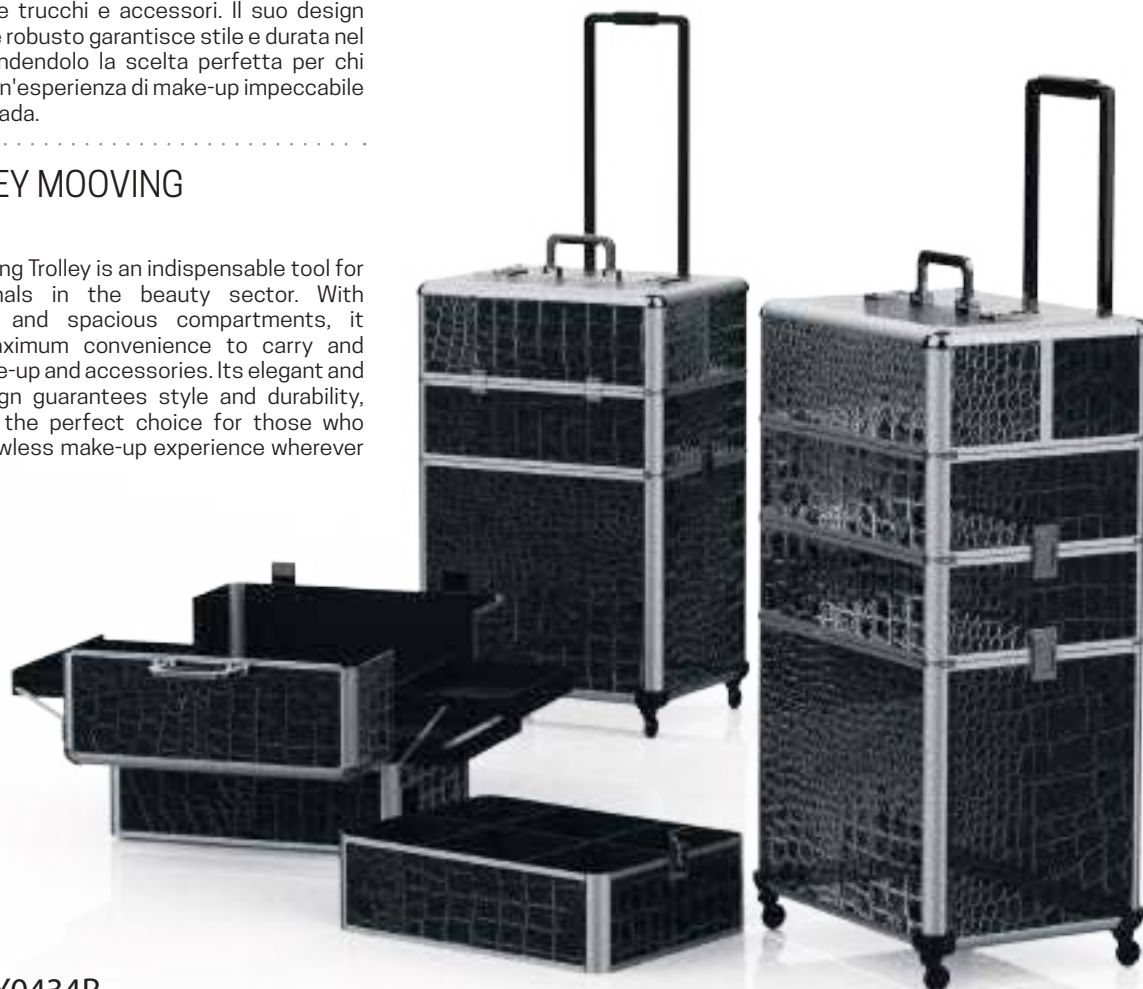 e trucchi e accessori. Il suo design
e robusto garantisce stile e durata nel
ndendolo la scelta perfetta per chi
n'esperienza di make-up impeccabile
ada.
EY MOOVING
ng Trolley is an indispensable tool for
nals in the beauty sector. With
and spacious compartments, it
aximum convenience to carry and
e-up and accessories. Its elegant and
ign guarantees style and durability,
the perfect choice for those who
wless make-up experience wherever
Y0434B